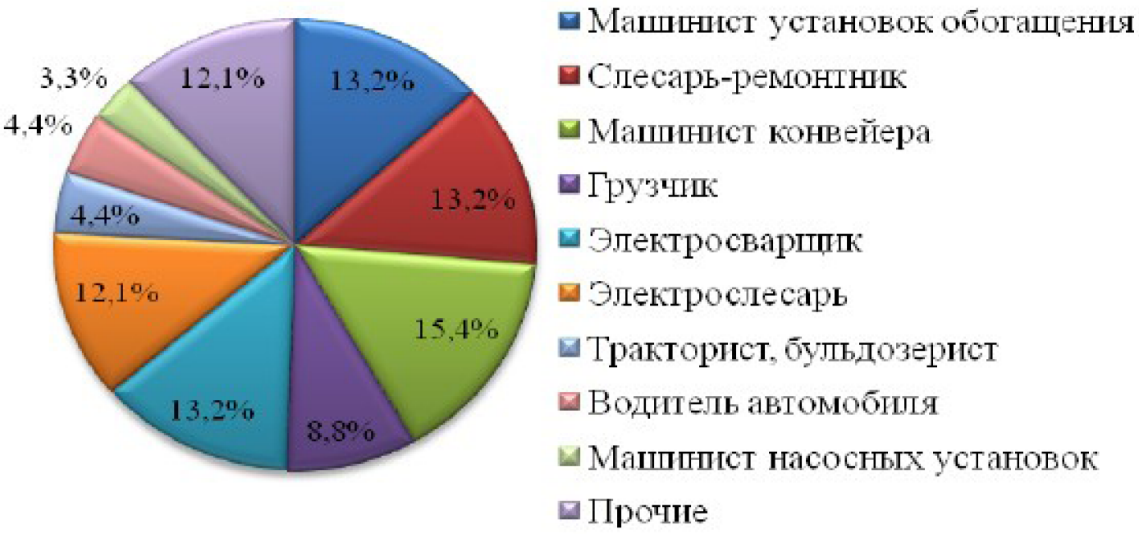 13,2%
13,2%
15,4%
8,8%
13,2%
12,1%
4,4%
4,4%
3,3%
12,1%
Машинист установок обогащения
Слесарь-ремонтник
Машинист конвейера
Грузчик
Электросварщик
Электрослесарь
Тракторист, бульдозерист
Водитель автомобиля
Машинист насосных установок
Прочие